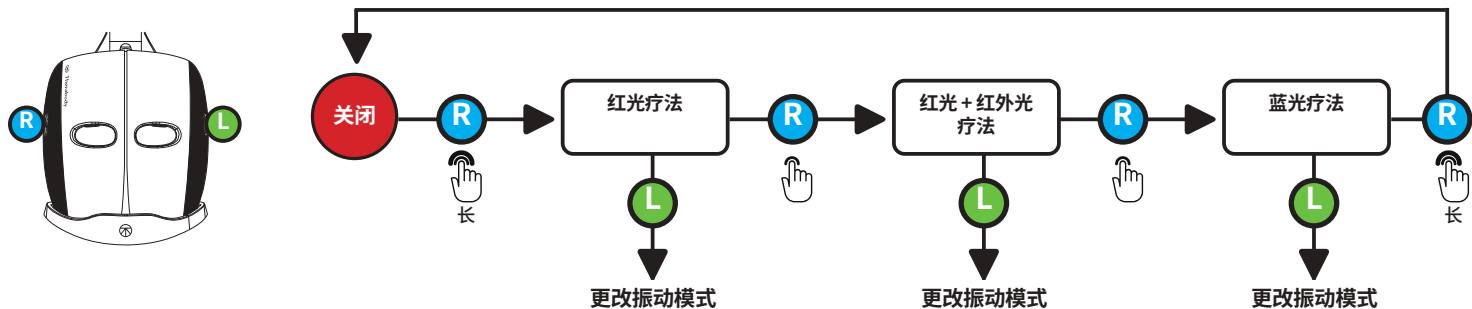 Therabody
R
L
关闭
R
长
红光疗法
R
红光 + 红外光
疗法
R
蓝光疗法
R
长
L
L
L
更改振动模式
更改振动模式
更改振动模式